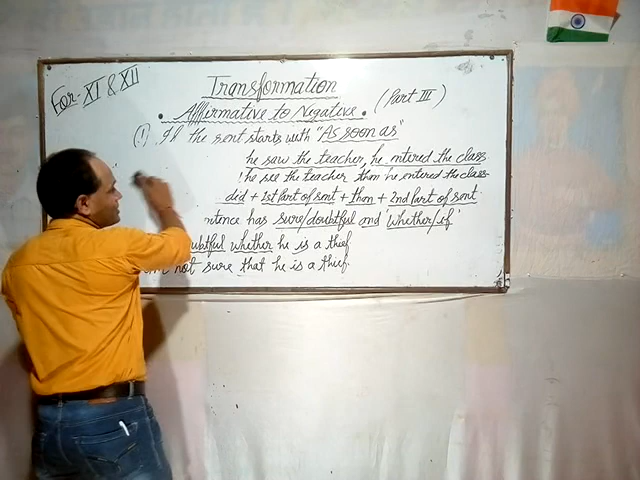 For- XI & XII
Transformation
• Affirmative to Negative • (Part III)
(1) If the sent starts with "As soon as"
he saw the teacher, he entered the class
he see the teacher than he entered the class
did + 1st Part of sent + than + 2nd Part of sent
ntence has sure/doubtful and 'Whether/if'
ubtful whether he is a thief
not sure that he is a thief.